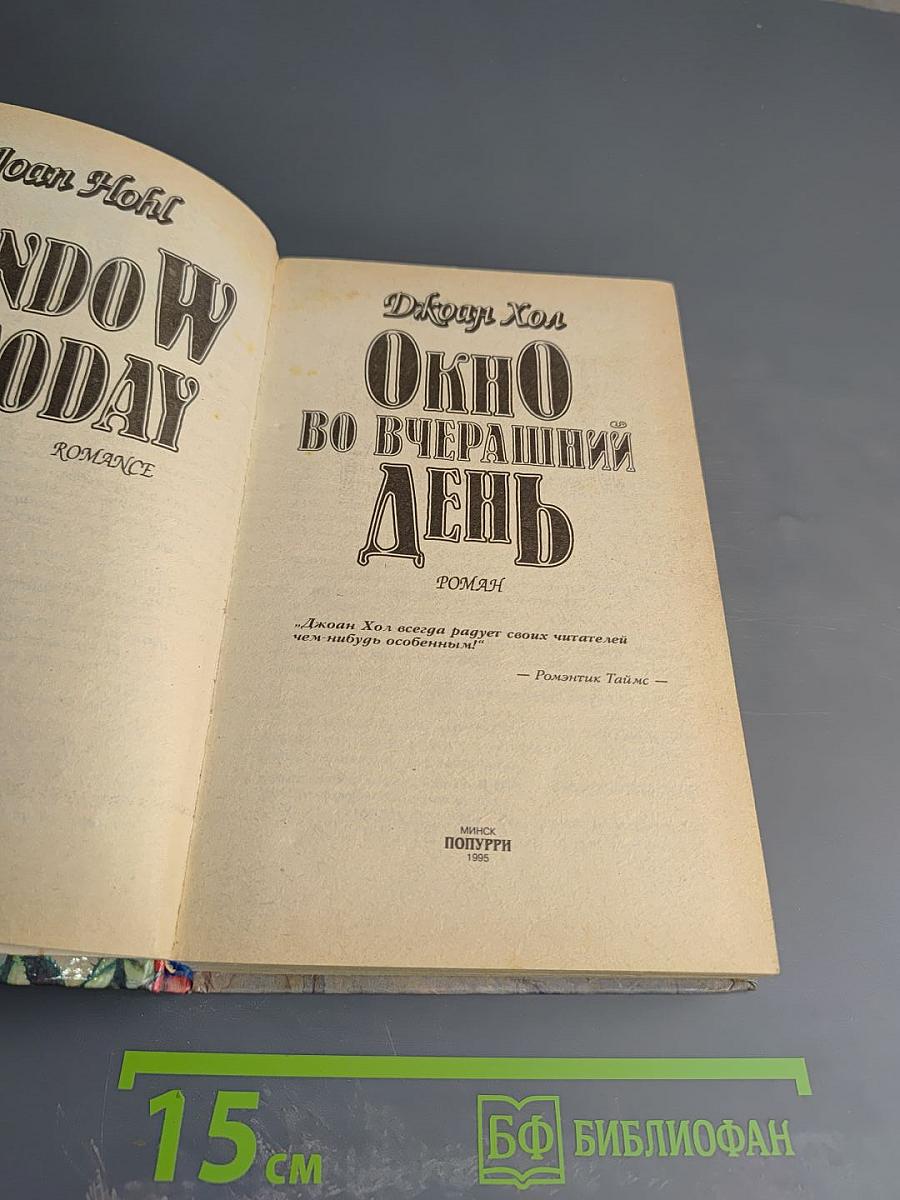 Joan Hohl
NDOW
TODAY
ROMANCE
Джоан Хол
ОКНО
ВО ВЧЕРАШНИЙ
ДЕНЬ
РОМАН
„Джоан Хол всегда радует своих читателей
чем-нибудь особенным!“
— Ромэнтик Таймс —
МИНСК
ПОПУРРИ
1995
15 см
БФ БИБЛИОФАН